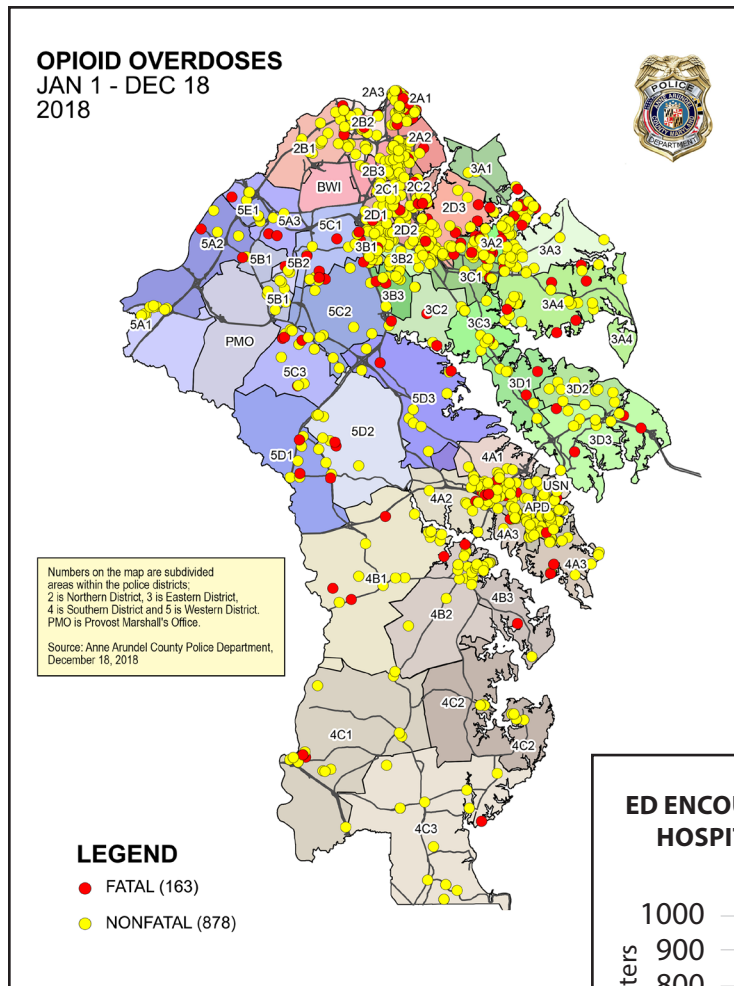 OPIOID OVERDOSES
JAN 1 - DEC 18
2018
POLICE
ANNE ARUNDEL
COUNTY MARYLAND
DEPARTMENT
2A3
2A1
2B2
2A2
2B1
3A1
2B3
BWI
2C1
2C2
2D3
5E1
5A3
5C1
2D1
2D2
5A2
3B1
3A2
3A3
5B1
5B2
3B2
3C1
5B1
3B3
3A4
5C2
3C2
5A1
3C3
PMO
3A4
5C3
3D1
3D2
5D3
5D2
3D3
5D1
4A1
USN
4A2
APD
4A3
4A3
4B1
4B3
4B2
4C2
4C1
4C2
4C3
Numbers on the map are subdivided
areas within the police districts;
2 is Northern District, 3 is Eastern District,
4 is Southern District and 5 is Western District.
PMO is Provost Marshall's Office.
Source: Anne Arundel County Police Department,
December 18, 2018
LEGEND
FATAL (163)
NONFATAL (878)
ED ENCOU
HOSPIT
1000
900
800
ters